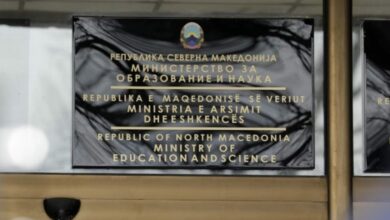 РЕПУБЛИКА СЕВЕРНА МАКЕДОНИЈА
МИНИСТЕРСТВО ЗА
ОБРАЗОВАНИЕ И НАУКА
REPUBLIKA E MAQEDONISË SË VERIUT
MINISTRIA E ARSIMIT
DHE ESHKENCËS
REPUBLIC OF NORTH MACEDONIA
MINISTRY OF
EDUCATION AND SCIENCE